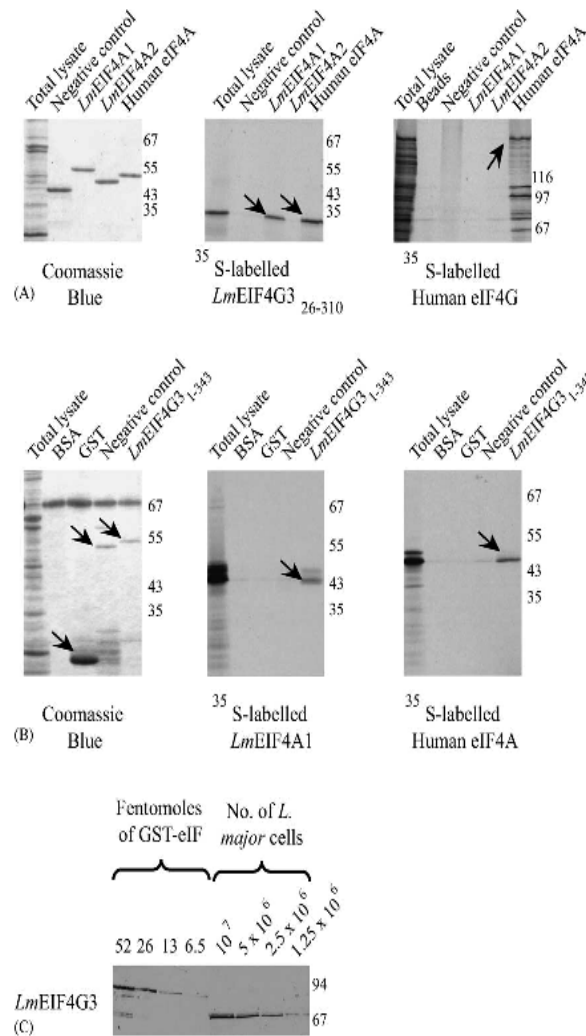 Total lysate
Negative control
LmEIF4A1
LmEIF4A2
Human eIF4A
67
55
43
35
Coomassie
Blue
(A)
Total lysate
Negative control
LmEIF4A1
LmEIF4A2
Human eIF4A
67
55
43
35
35
S-labelled
LmEIF4G3
26-310
Total lysate
Beads
Negative control
LmEIF4A1
LmEIF4A2
Human eIF4A
116
97
67
35
S-labelled
Human eIF4G
Total lysate
BSA
GST
Negative control
LmEIF4G3 1-343
67
55
43
35
Coomassie
Blue
(B)
Total lysate
BSA
GST
Negative control
LmEIF4G3 1-343
67
55
43
35
35
S-labelled
LmEIF4A1
Total lysate
BSA
GST
Negative control
LmEIF4G3 1-343
67
55
43
35
35
S-labelled
Human eIF4A
Fentomoles
of GST-eIF
No. of L.
major cells
52 26 13 6.5
10^7
5 x 10^6
2.5 x 10^6
1.25 x 10^6
LmEIF4G3
94
67
(C)